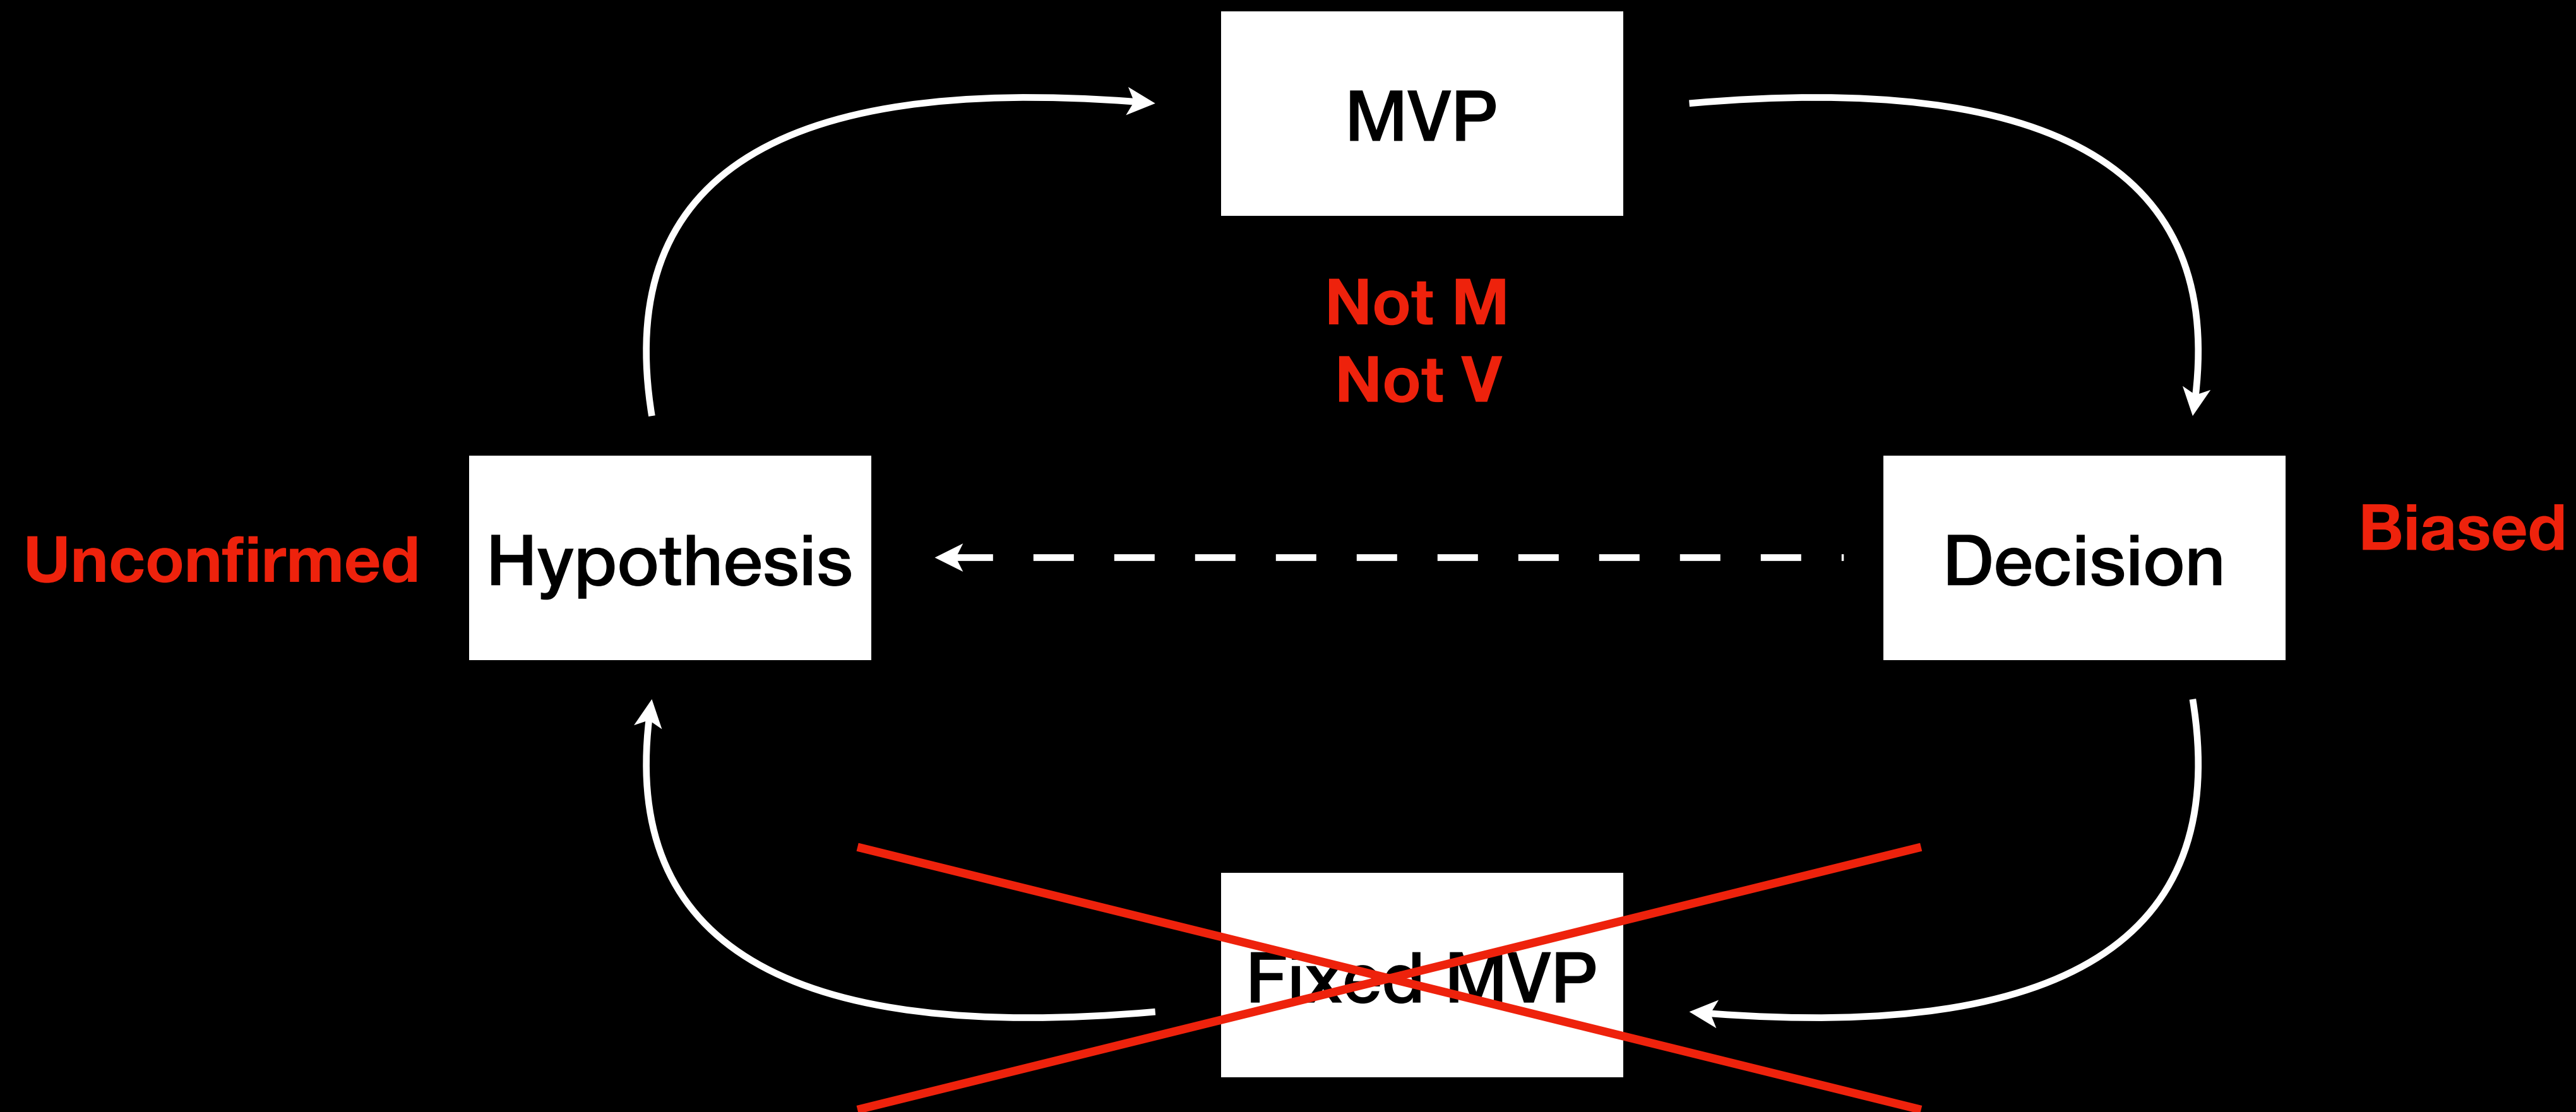 MVP
Not M
Not V
Unconfirmed
Hypothesis
Decision
Biased
Fixed MVP